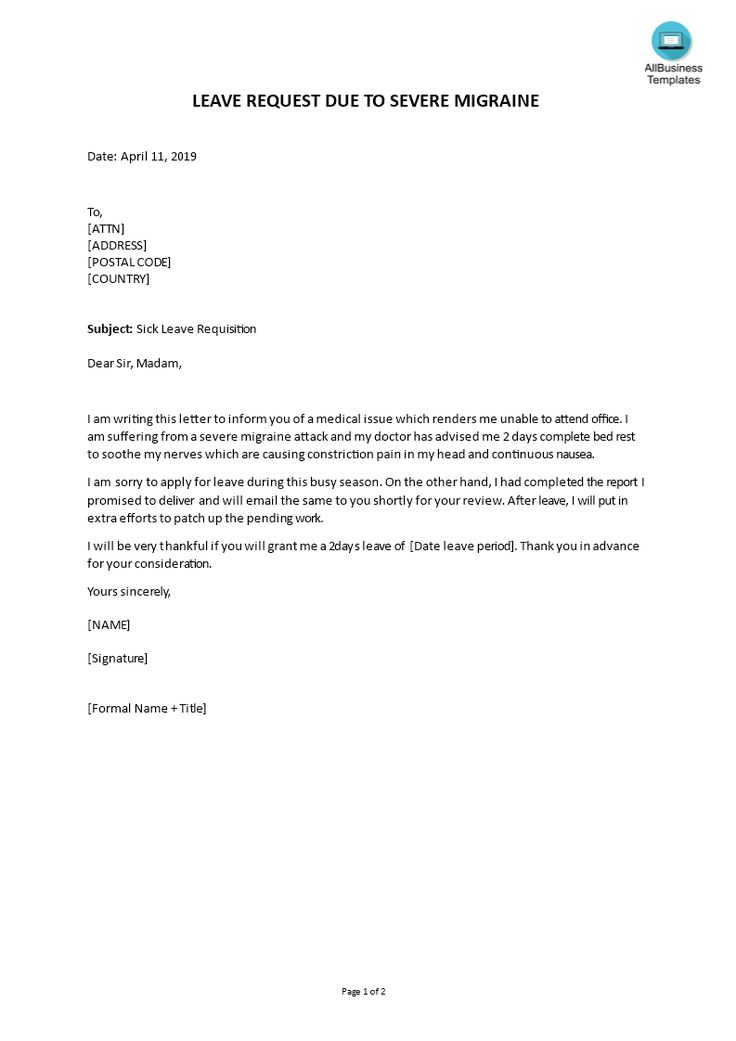 AllBusiness
Templates
LEAVE REQUEST DUE TO SEVERE MIGRAINE
Date: April 11, 2019
To,
[ATTN]
[ADDRESS]
[POSTAL CODE]
[COUNTRY]
Subject: Sick Leave Requisition
Dear Sir, Madam,
I am writing this letter to inform you of a medical issue which renders me unable to attend office. I
am suffering from a severe migraine attack and my doctor has advised me 2 days complete bed rest
to soothe my nerves which are causing constriction pain in my head and continuous nausea.
I am sorry to apply for leave during this busy season. On the other hand, I had completed the report I
promised to deliver and will email the same to you shortly for your review. After leave, I will put in
extra efforts to patch up the pending work.
I will be very thankful if you will grant me a 2days leave of [Date leave period]. Thank you in advance
for your consideration.
Yours sincerely,
[NAME]
[Signature]
[Formal Name + Title]
Page 1 of 2